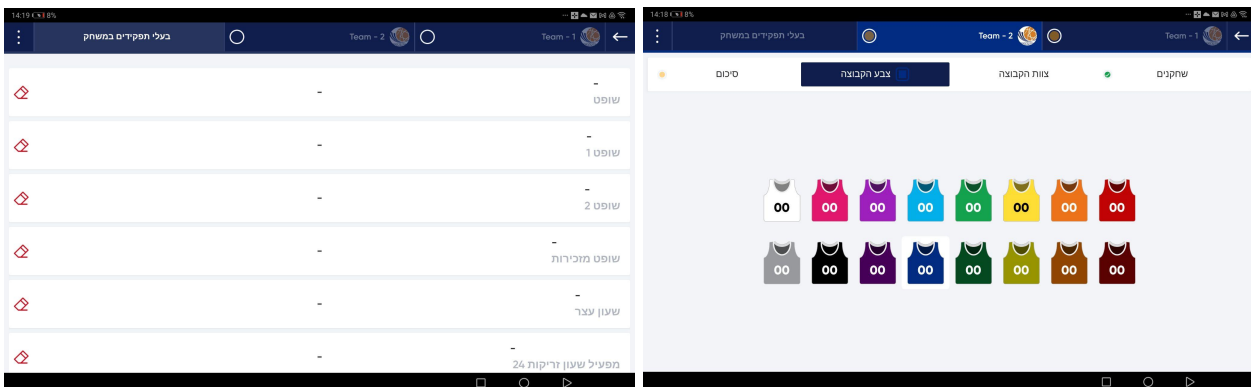 14:19 8%
בעלי תפקידים במשחק
Team - 2
Team - 1
-
שופט
-
-
שופט 1
-
-
שופט 2
-
-
שופט מזכירות
-
-
שעון עצר
-
-
מפעיל שעון זריקות 24
-
14:18 8%
בעלי תפקידים במשחק
Team - 2
Team - 1
שחקנים
צוות הקבוצה
צבע הקבוצה
סיכום
00 00 00 00 00 00 00 00
00 00 00 00 00 00 00 00